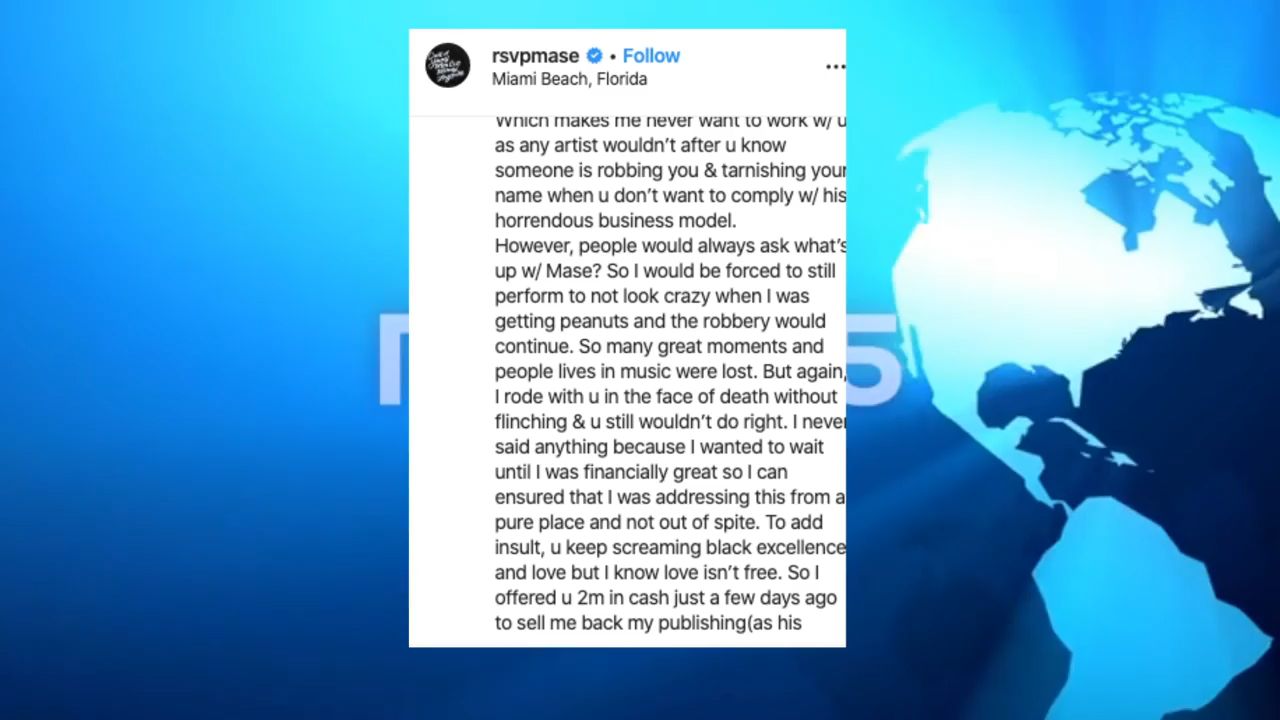 rsvpmase • Follow
Miami Beach, Florida
Which makes me never want to work w/ u
as any artist wouldn't after u know
someone is robbing you & tarnishing your
name when u don't want to comply w/ his
horrendous business model.
However, people would always ask what's
up w/ Mase? So I would be forced to still
perform to not look crazy when I was
getting peanuts and the robbery would
continue. So many great moments and
people lives in music were lost. But again,
I rode with u in the face of death without
flinching & u still wouldn't do right. I never
said anything because I wanted to wait
until I was financially great so I can
ensured that I was addressing this from a
pure place and not out of spite. To add
insult, u keep screaming black excellence
and love but I know love isn't free. So I
offered u 2m in cash just a few days ago
to sell me back my publishing(as his